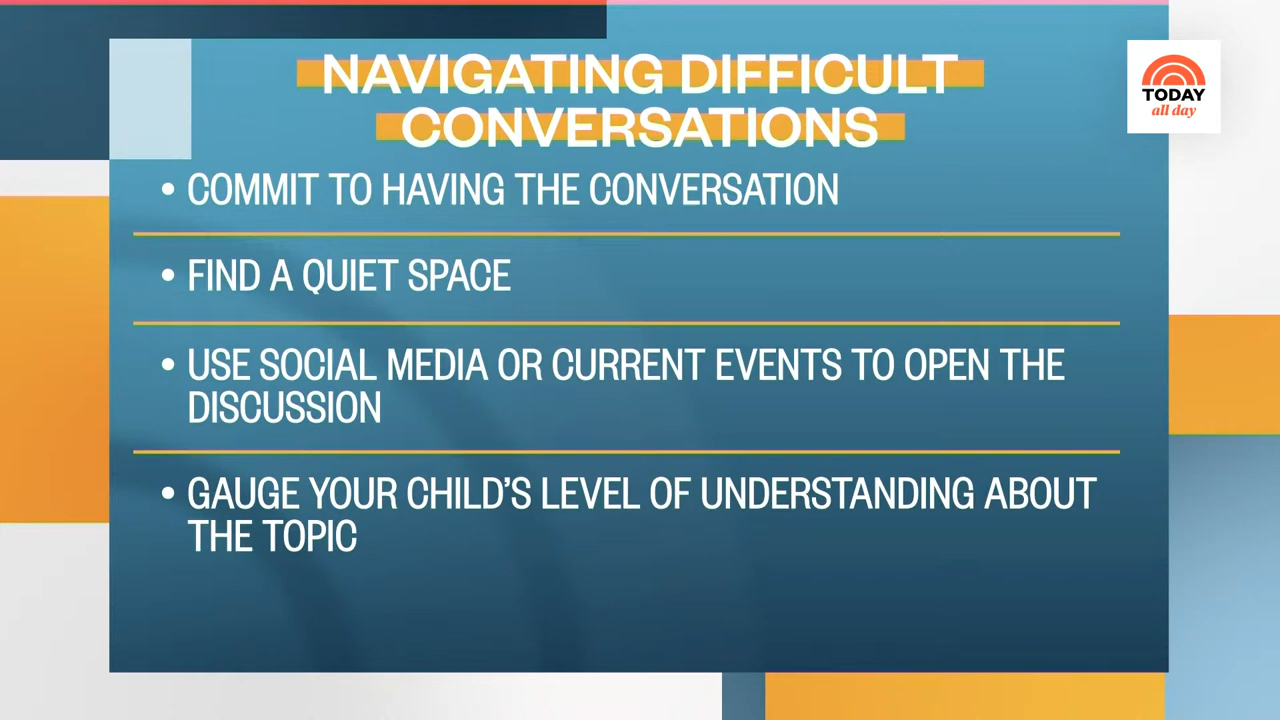 NAVIGATING DIFFICULT
CONVERSATIONS
TODAY
all day
• COMMIT TO HAVING THE CONVERSATION
• FIND A QUIET SPACE
• USE SOCIAL MEDIA OR CURRENT EVENTS TO OPEN THE
DISCUSSION
• GAUGE YOUR CHILD'S LEVEL OF UNDERSTANDING ABOUT
THE TOPIC